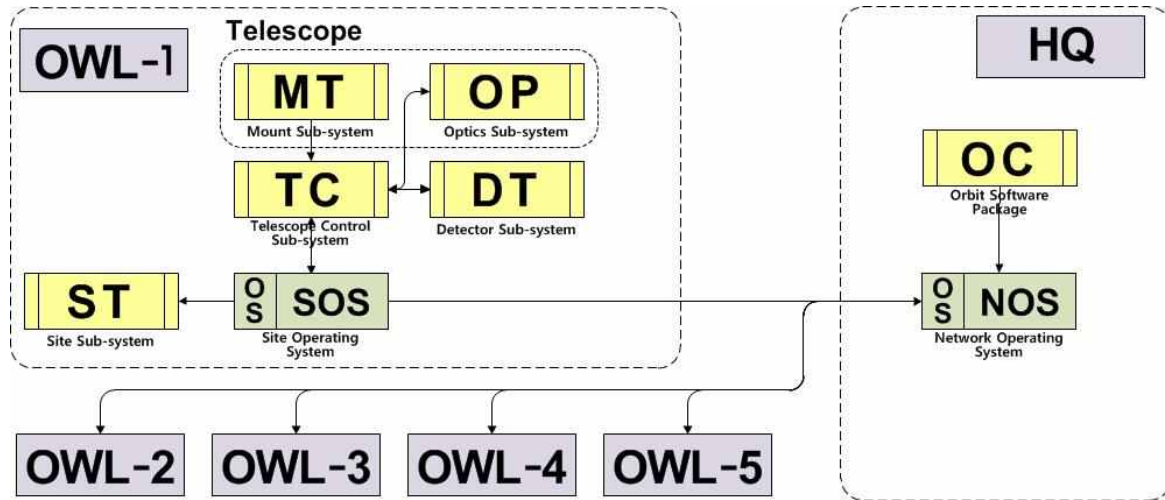 Telescope
OWL-1
HQ
MT
Mount Sub-system
OP
Optics Sub-system
TC
Telescope Control
Sub-system
DT
Detector Sub-system
OC
Orbit Software
Package
ST
Site Sub-system
OS
SOS
Site Operating
System
OS
NOS
Network Operating
System
OWL-2
OWL-3
OWL-4
OWL-5